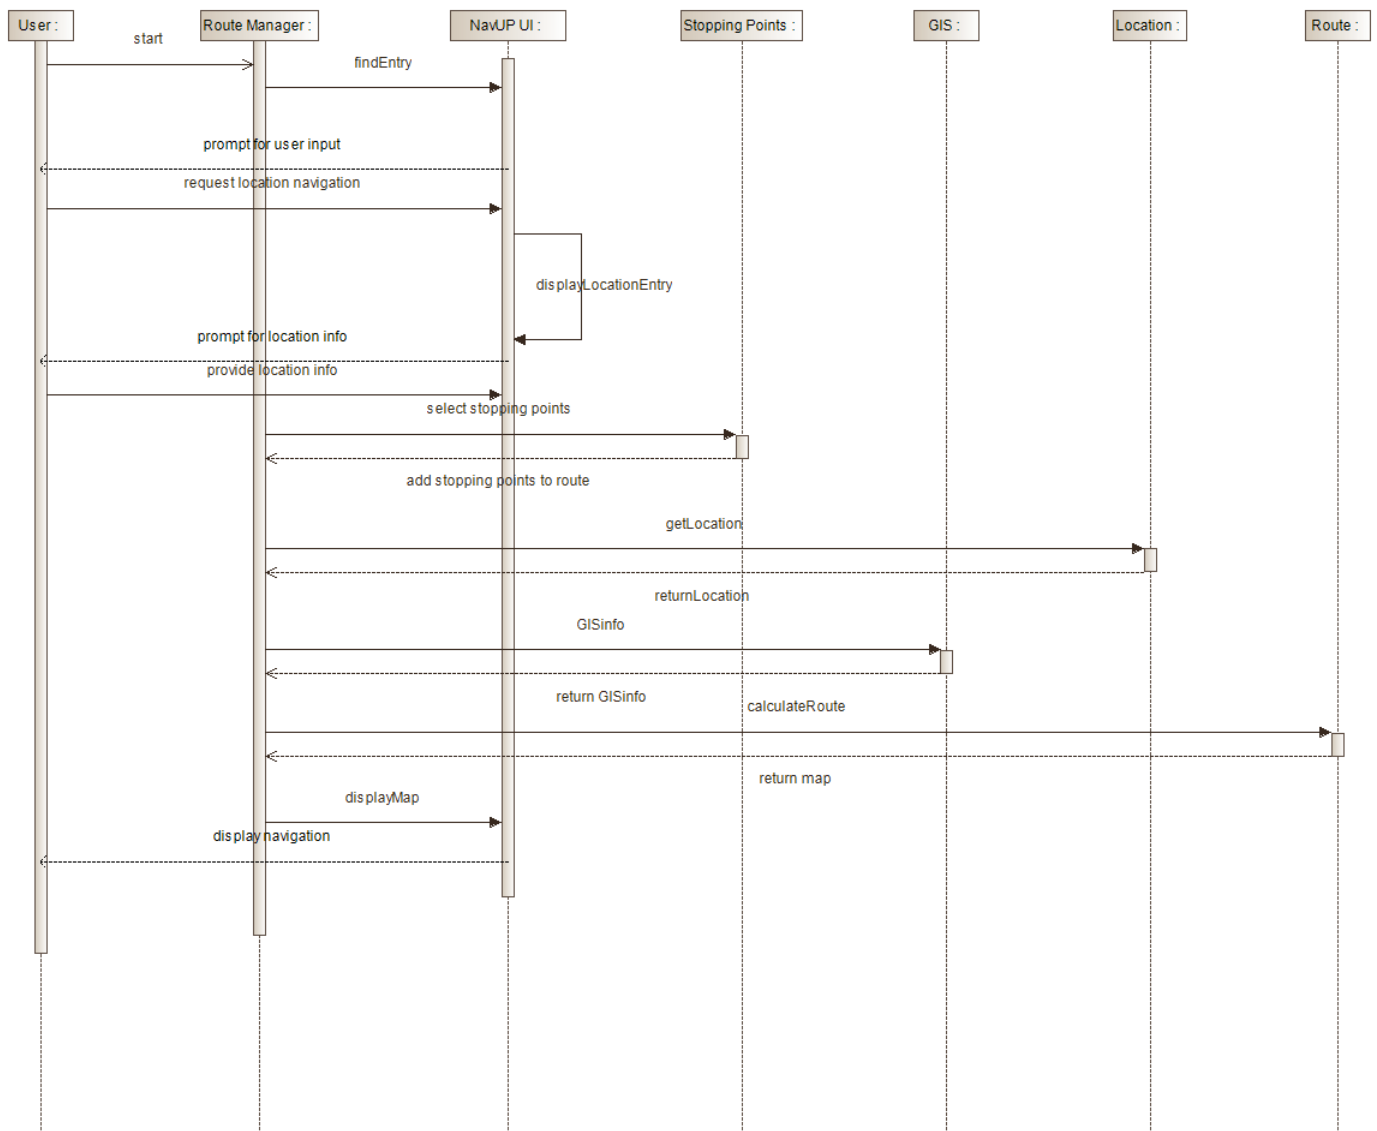 User :
Route Manager :
NavUP UI :
Stopping Points :
GIS :
Location :
Route :
start
findEntry
prompt for user input
request location navigation
displayLocationEntry
prompt for location info
provide location info
select stopping points
add stopping points to route
getLocation
returnLocation
GISinfo
return GISinfo
calculateRoute
return map
displayMap
display navigation